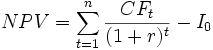 NPV = \sum_{t=1}^{n} \frac{CF_t}{(1+r)^t} - I_0